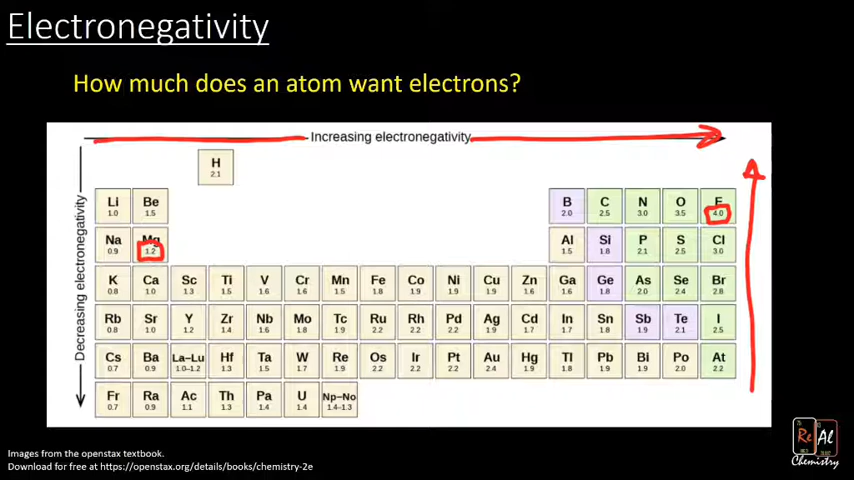 Electronegativity
How much does an atom want electrons?
Increasing electronegativity
Decreasing electronegativity
H
2.1
Li Be B C N O F
1.0 1.5 2.0 2.5 3.0 3.5 4.0
Na Mg Al Si P S Cl
0.9 1.2 1.5 1.8 2.1 2.5 3.0
K Ca Sc Ti V Cr Mn Fe Co Ni Cu Zn Ga Ge As Se Br
0.8 1.0 1.3 1.5 1.6 1.6 1.5 1.8 1.9 1.9 1.9 1.6 1.6 1.8 2.0 2.4 2.8
Rb Sr Y Zr Nb Mo Tc Ru Rh Pd Ag Cd In Sn Sb Te I
0.8 1.0 1.2 1.4 1.6 1.8 1.9 2.2 2.2 2.2 1.9 1.7 1.7 1.8 1.9 2.1 2.5
Cs Ba La–Lu Hf Ta W Re Os Ir Pt Au Hg Tl Pb Bi Po At
0.7 0.9 1.0–1.2 1.3 1.5 1.7 1.9 2.2 2.2 2.2 2.4 1.9 1.8 1.9 1.9 2.0 2.2
Fr Ra Ac Th Pa U Np–No
0.7 0.9 1.1 1.3 1.4 1.4 1.4–1.3
Images from the openstax textbook.
Download for free at https://openstax.org/details/books/chemistry-2e
Re Al
Chemistry